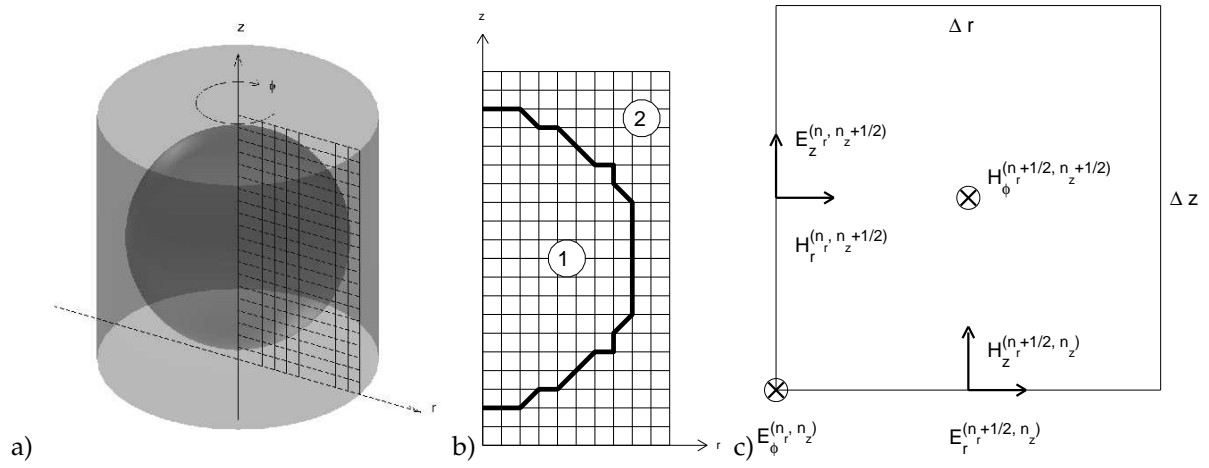 z
ϕ
r
a)
z
2
1
r
b)
Δ r
E_z^(n_r, n_z+1/2)
H_ϕ^(n_r+1/2, n_z+1/2)
Δ z
H_r^(n_r, n_z+1/2)
H_z^(n_r+1/2, n_z)
E_ϕ^(n_r, n_z)
E_r^(n_r+1/2, n_z)
c)